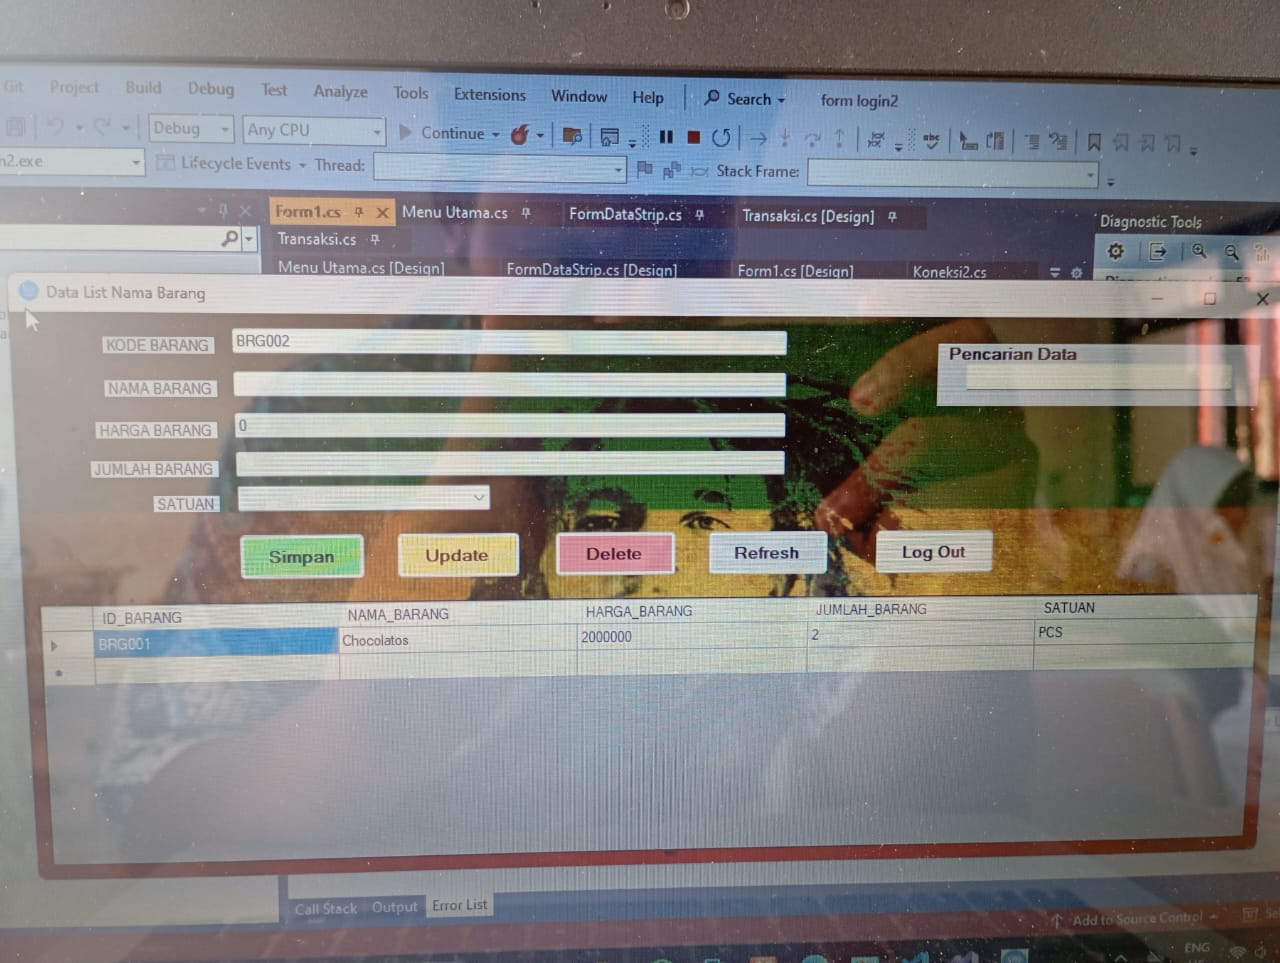 Git Project Build Debug Test Analyze Tools Extensions Window Help Search form login2
Debug Any CPU Continue
n2.exe Lifecycle Events Thread: Stack Frame:
Form1.cs Menu Utama.cs FormDataStrip.cs Transaksi.cs [Design]
Diagnostic Tools
Transaksi.cs
Menu Utama.cs [Design] FormDataStrip.cs [Design] Form1.cs [Design] Koneksi2.cs
Data List Nama Barang
KODE BARANG BRG002
Pencarian Data
NAMA BARANG
HARGA BARANG 0
JUMLAH BARANG
SATUAN
Simpan Update Delete Refresh Log Out
ID_BARANG NAMA_BARANG HARGA_BARANG JUMLAH_BARANG SATUAN
BRG001 Chocolatos 2000000 2 PCS
Call Stack Output Error List
Add to Source Control
ENG